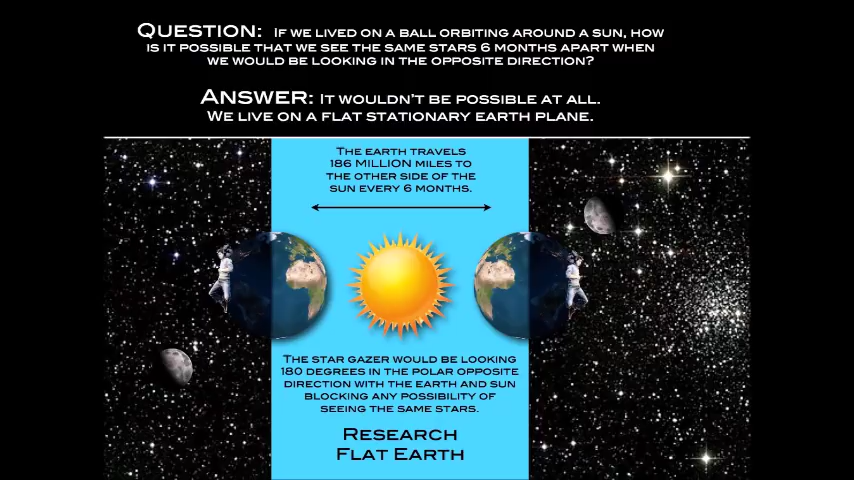 QUESTION: IF WE LIVED ON A BALL ORBITING AROUND A SUN, HOW
IS IT POSSIBLE THAT WE SEE THE SAME STARS 6 MONTHS APART WHEN
WE WOULD BE LOOKING IN THE OPPOSITE DIRECTION?
ANSWER: IT WOULDN'T BE POSSIBLE AT ALL.
WE LIVE ON A FLAT STATIONARY EARTH PLANE.
THE EARTH TRAVELS
186 MILLION MILES TO
THE OTHER SIDE OF THE
SUN EVERY 6 MONTHS.
THE STAR GAZER WOULD BE LOOKING
180 DEGREES IN THE POLAR OPPOSITE
DIRECTION WITH THE EARTH AND SUN
BLOCKING ANY POSSIBILITY OF
SEEING THE SAME STARS.
RESEARCH
FLAT EARTH